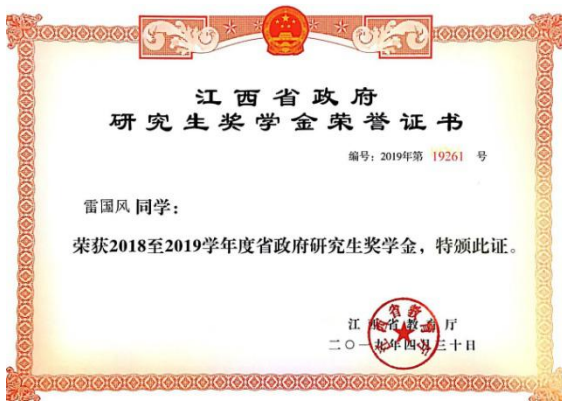 江西省政府
研究生奖学金荣誉证书
编号：2019年第 19261 号
雷国风 同学：
荣获2018至2019学年度省政府研究生奖学金，特颁此证。
江西省教育厅
二〇一九年四月三十日